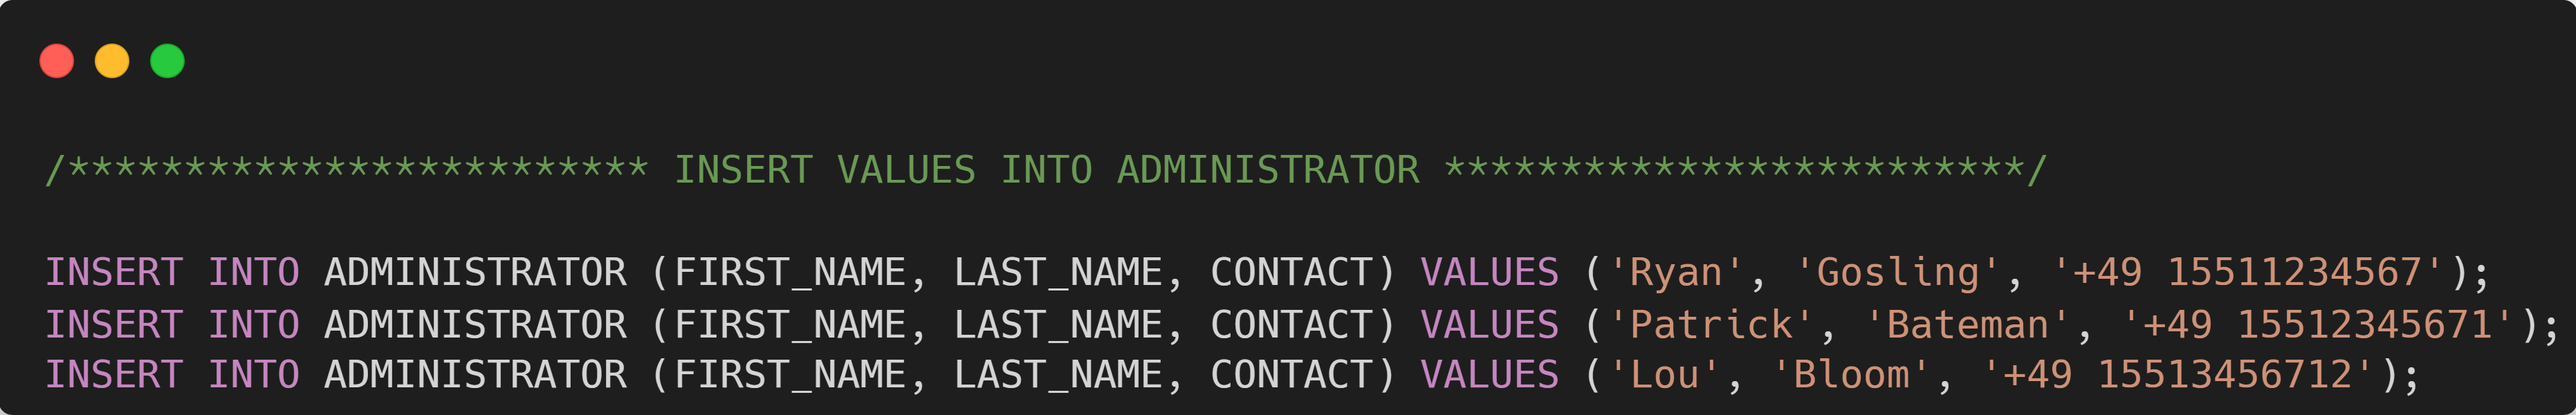 /************************* INSERT VALUES INTO ADMINISTRATOR *************************/
INSERT INTO ADMINISTRATOR (FIRST_NAME, LAST_NAME, CONTACT) VALUES ('Ryan', 'Gosling', '+49 15511234567');
INSERT INTO ADMINISTRATOR (FIRST_NAME, LAST_NAME, CONTACT) VALUES ('Patrick', 'Bateman', '+49 15512345671');
INSERT INTO ADMINISTRATOR (FIRST_NAME, LAST_NAME, CONTACT) VALUES ('Lou', 'Bloom', '+49 15513456712');